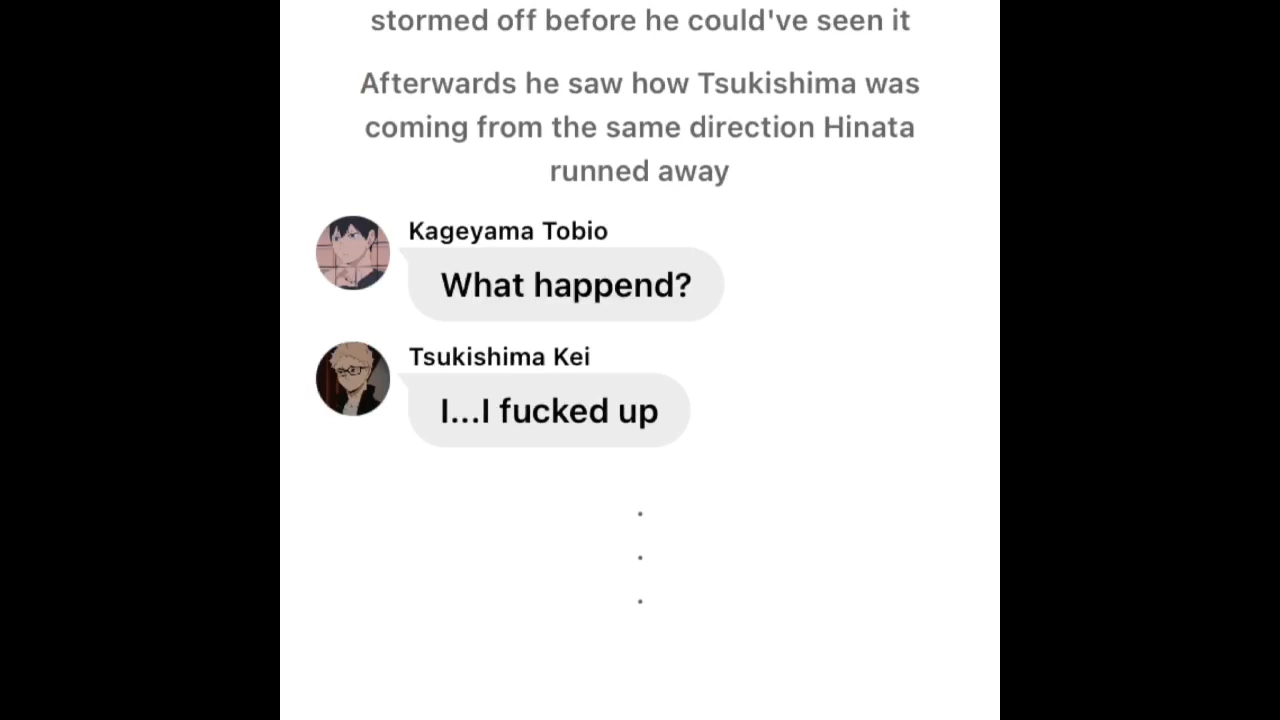 stormed off before he could've seen it
Afterwards he saw how Tsukishima was
coming from the same direction Hinata
runned away
Kageyama Tobio
What happend?
Tsukishima Kei
I...I fucked up
.
.
.